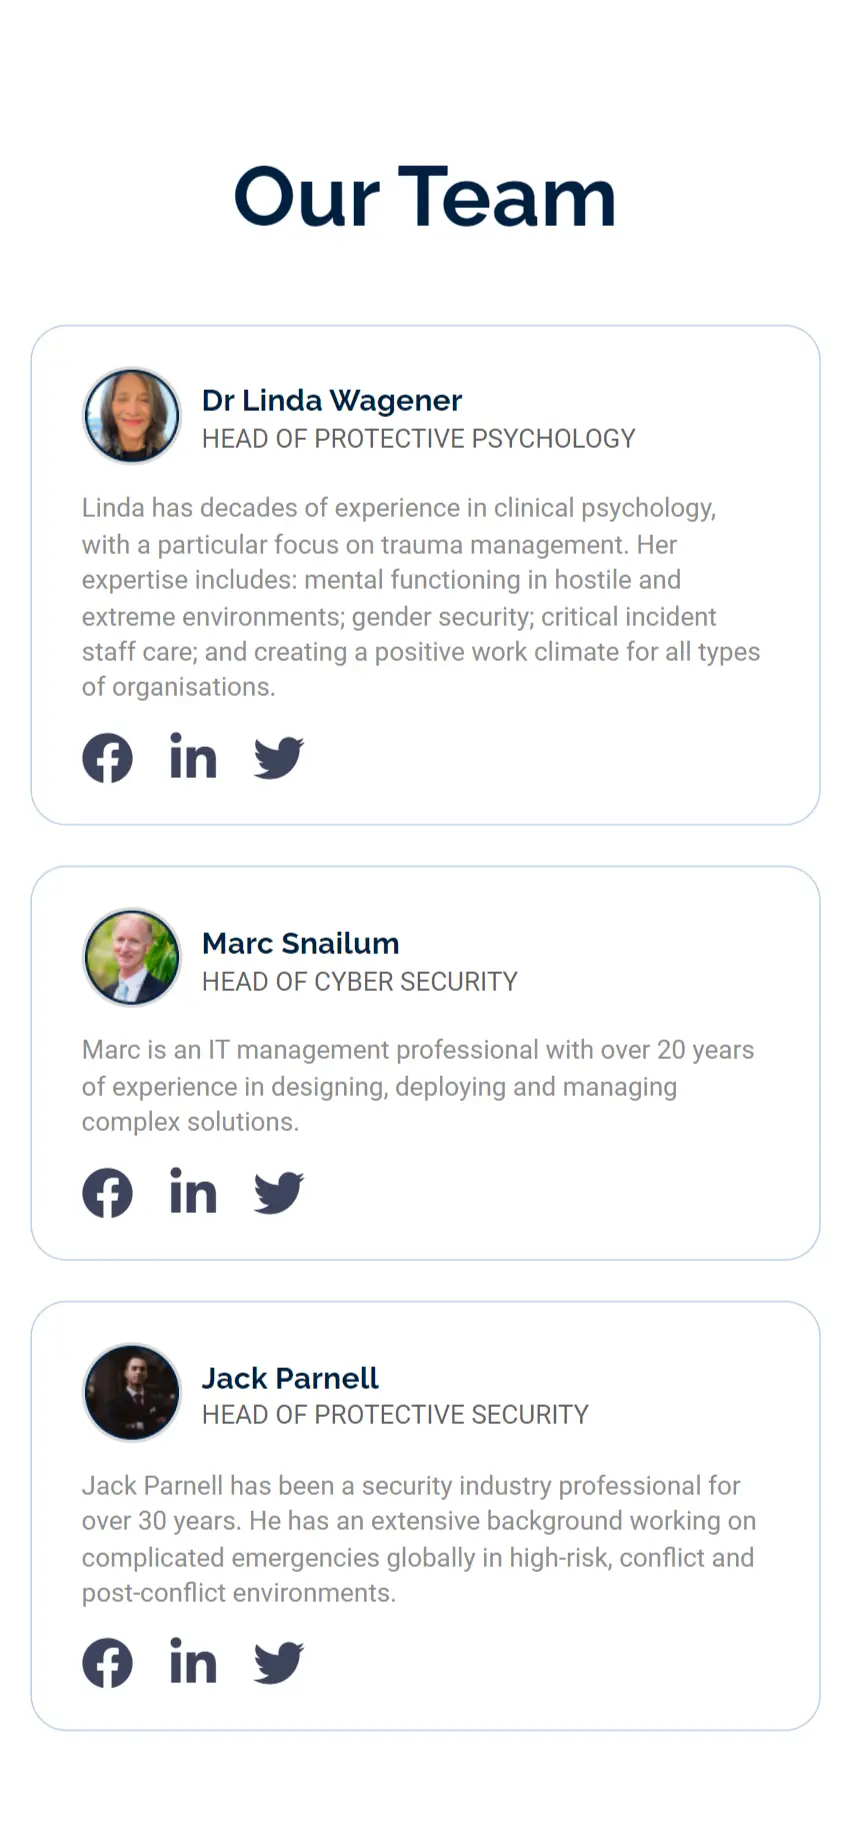 Our Team
Dr Linda Wagener
HEAD OF PROTECTIVE PSYCHOLOGY
Linda has decades of experience in clinical psychology,
with a particular focus on trauma management. Her
expertise includes: mental functioning in hostile and
extreme environments; gender security; critical incident
staff care; and creating a positive work climate for all types
of organisations.
in
Marc Snailum
HEAD OF CYBER SECURITY
Marc is an IT management professional with over 20 years
of experience in designing, deploying and managing
complex solutions.
in
Jack Parnell
HEAD OF PROTECTIVE SECURITY
Jack Parnell has been a security industry professional for
over 30 years. He has an extensive background working on
complicated emergencies globally in high-risk, conflict and
post-conflict environments.
in